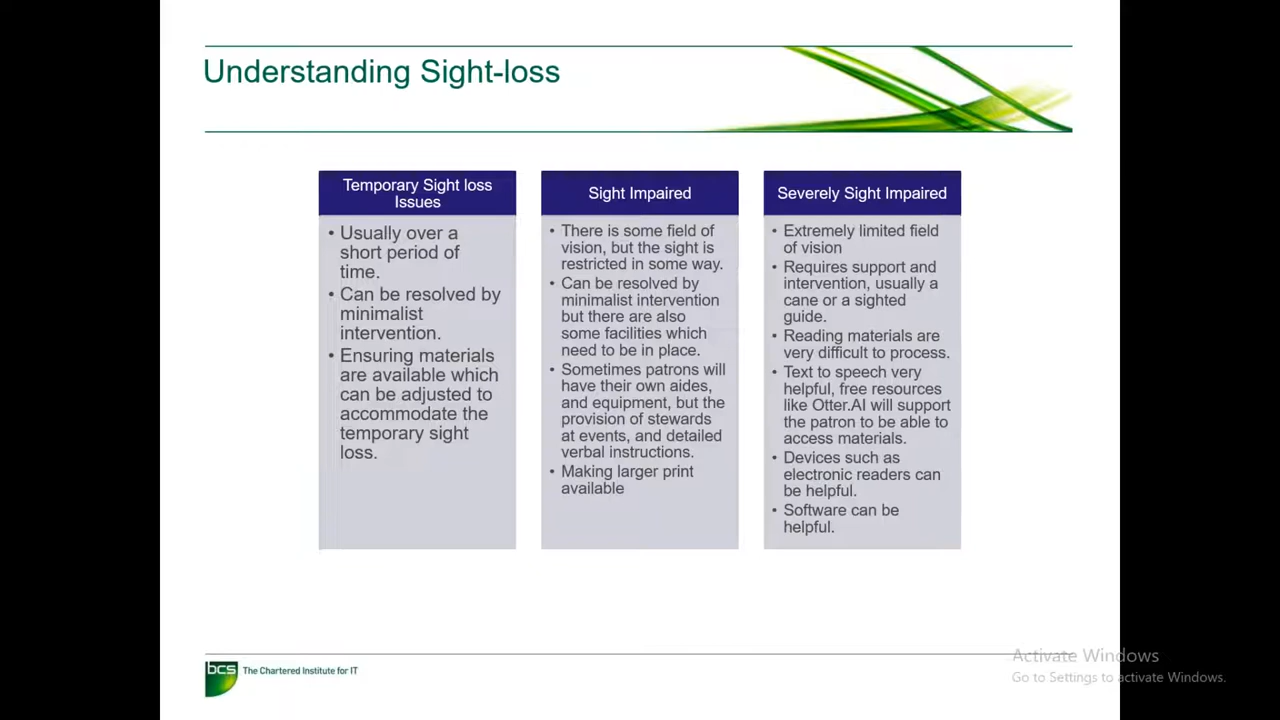 Understanding Sight-loss
Temporary Sight loss
Issues
• Usually over a
short period of
time.
• Can be resolved by
minimalist
intervention.
• Ensuring materials
are available which
can be adjusted to
accommodate the
temporary sight
loss.
Sight Impaired
• There is some field of
vision, but the sight is
restricted in some way.
• Can be resolved by
minimalist intervention
but there are also
some facilities which
need to be in place.
• Sometimes patrons will
have their own aides,
and equipment, but the
provision of stewards
at events, and detailed
verbal instructions.
• Making larger print
available
Severely Sight Impaired
• Extremely limited field
of vision
• Requires support and
intervention, usually a
cane or a sighted
guide.
• Reading materials are
very difficult to process.
• Text to speech very
helpful, free resources
like Otter.AI will support
the patron to be able to
access materials.
• Devices such as
electronic readers can
be helpful.
• Software can be
helpful.
bcs The Chartered Institute for IT
Activate Windows
Go to Settings to activate Windows.